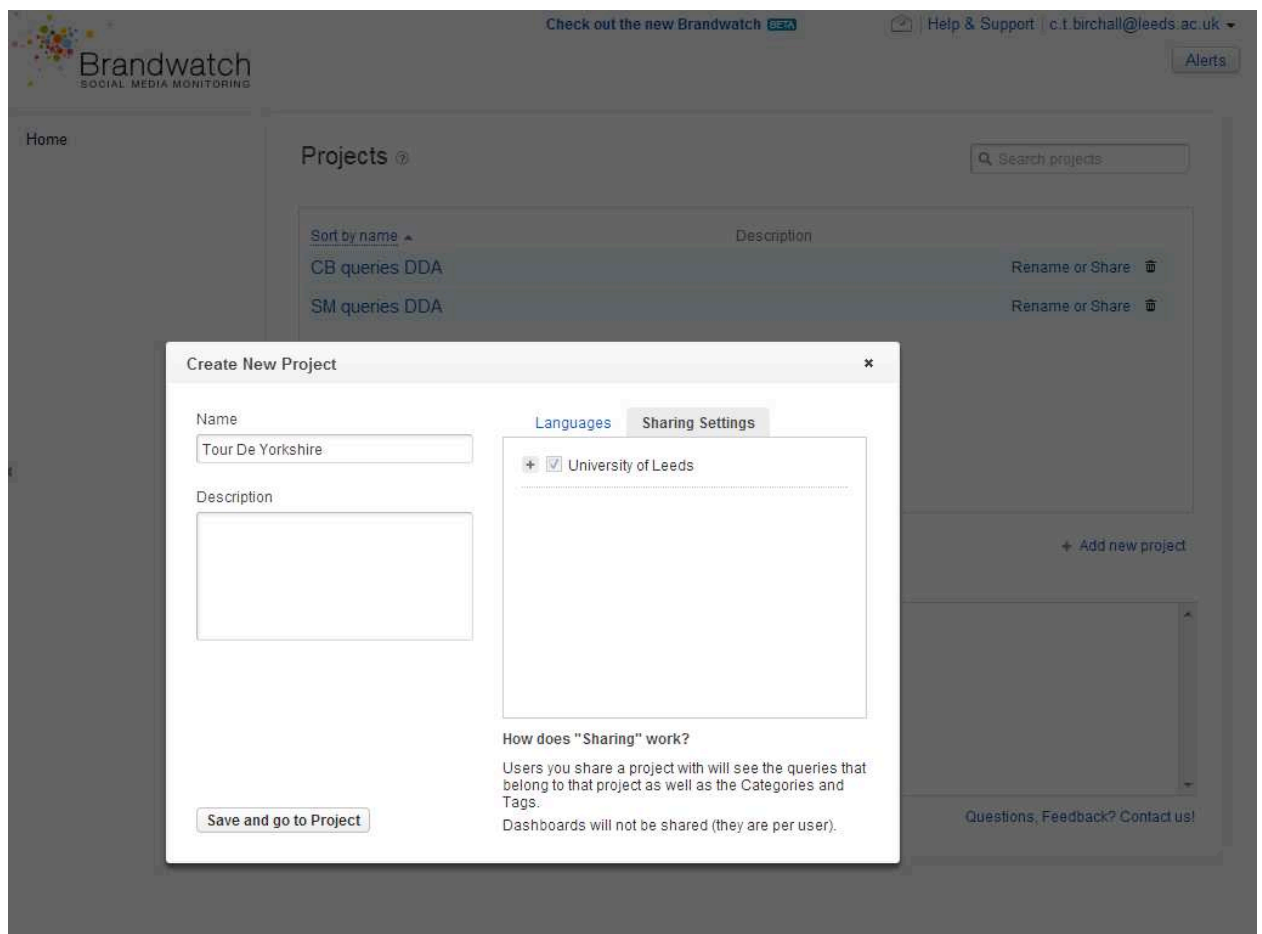 Check out the new Brandwatch BETA
Help & Support
c.t.birchall@leeds.ac.uk
Brandwatch
SOCIAL MEDIA MONITORING
Alerts
Home
Projects ?
Search projects
Sort by name
Description
CB queries DDA
Rename or Share
SM queries DDA
Rename or Share
Create New Project
×
Name
Tour De Yorkshire
Description
Languages
Sharing Settings
+ University of Leeds
How does "Sharing" work?
Users you share a project with will see the queries that
belong to that project as well as the Categories and
Tags.
Dashboards will not be shared (they are per user).
Save and go to Project
+ Add new project
Questions, Feedback? Contact us!